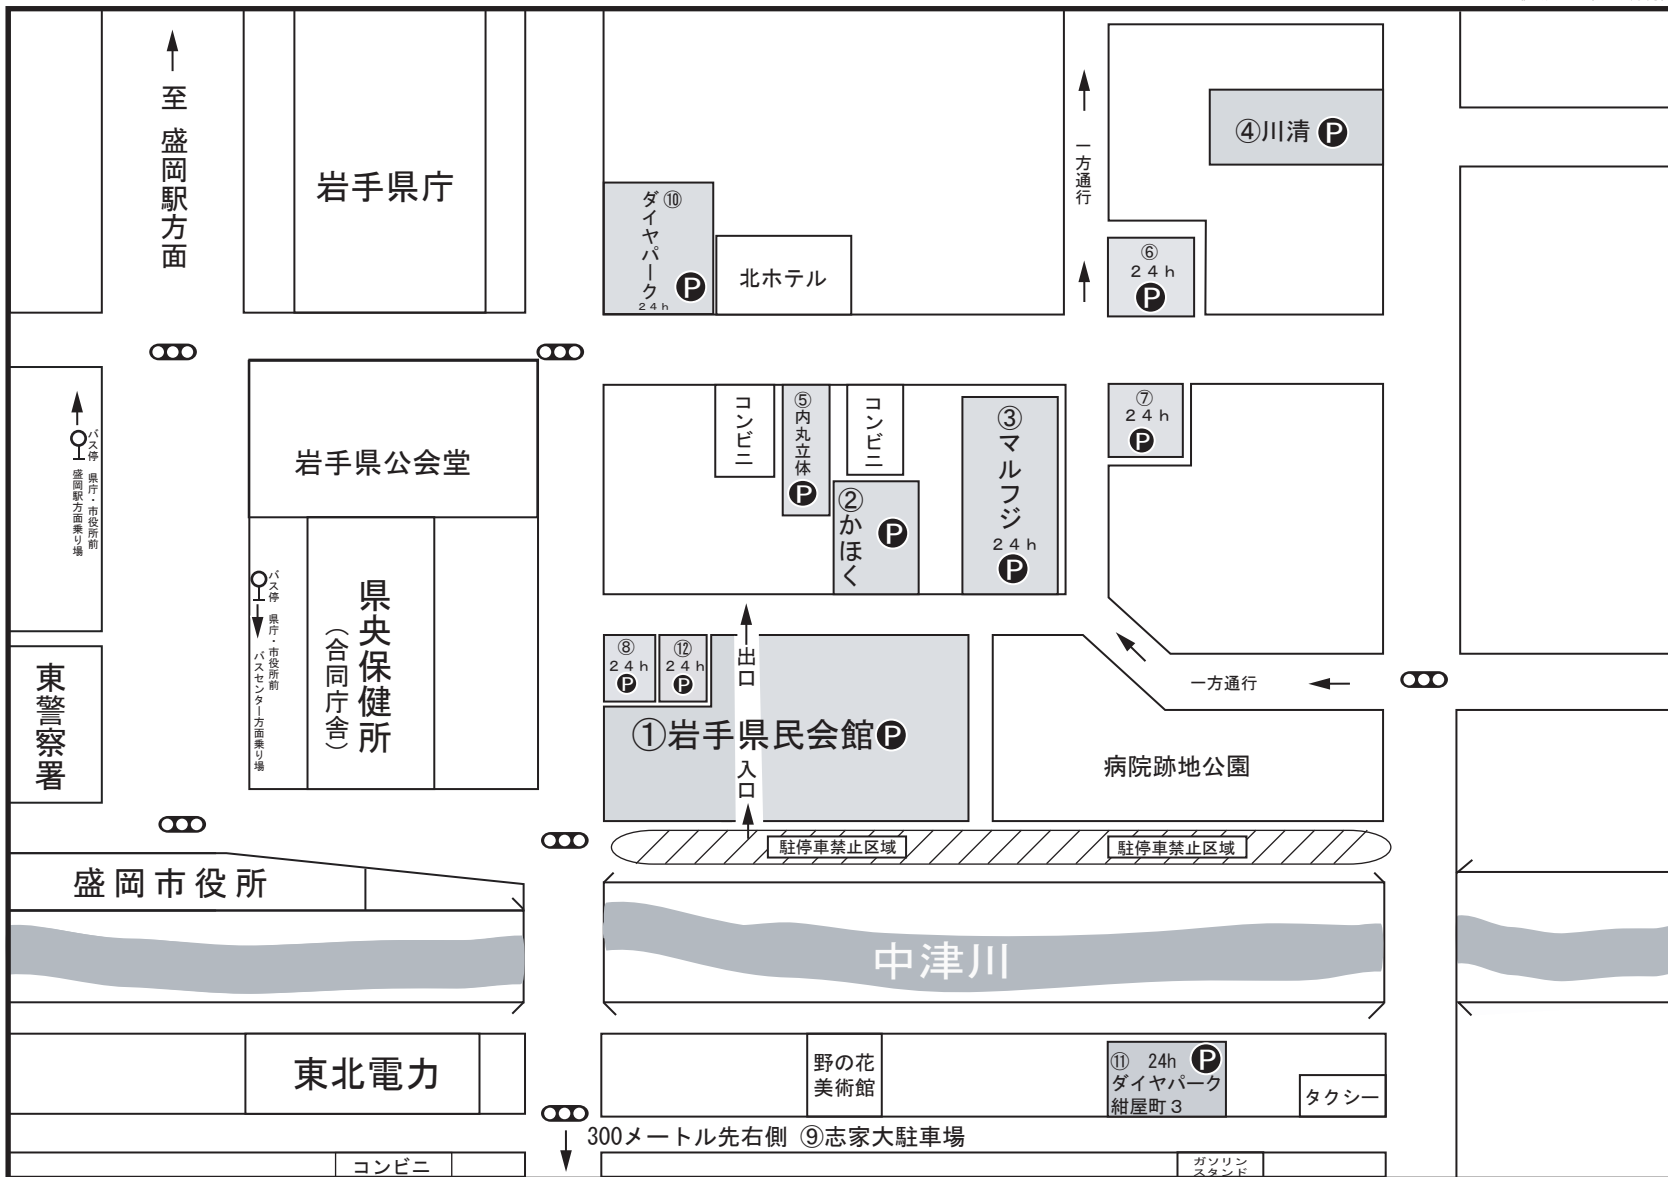 至 盛岡駅方面
岩手県庁
⑩
ダイヤパーク
24h
P
北ホテル
一方通行
④川清 P
⑥
24h
P
岩手県公会堂
コンビニ
⑤内丸立体
P
コンビニ
②かほく
P
③マルフジ
24h
P
⑦
24h
P
バス停 県庁・市役所前
盛岡駅方面乗り場
バス停 県庁・市役所前
バスセンター方面乗り場
県央保健所
（合同庁舎）
東警察署
⑧
24h
P
⑫
24h
P
出口
①岩手県民会館P
入口
一方通行
病院跡地公園
駐停車禁止区域
駐停車禁止区域
盛岡市役所
中津川
東北電力
野の花
美術館
⑪ 24h P
ダイヤパーク
紺屋町3
タクシー
300メートル先右側 ⑨志家大駐車場
コンビニ
ガソリン
スタンド